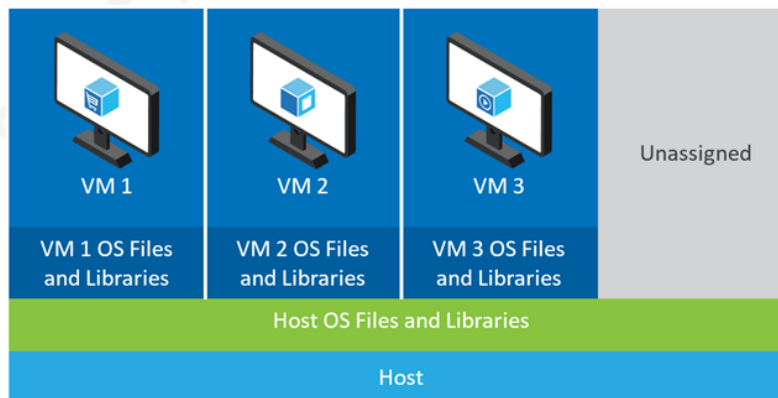 VM 1
VM 2
VM 3
Unassigned
VM 1 OS Files
and Libraries
VM 2 OS Files
and Libraries
VM 3 OS Files
and Libraries
Host OS Files and Libraries
Host